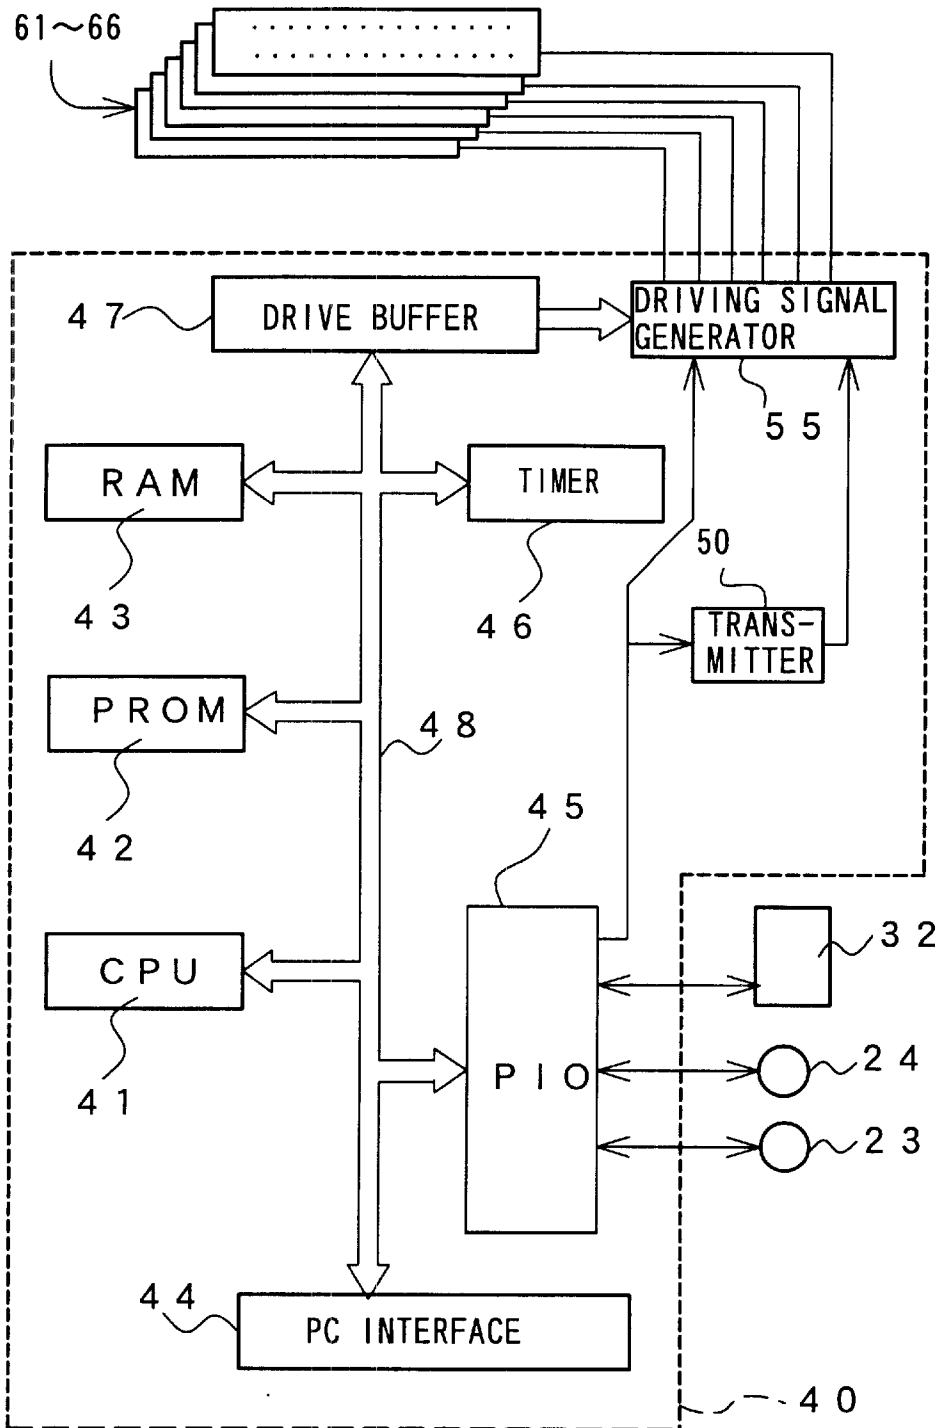 61～66
47
DRIVE BUFFER
DRIVING SIGNAL
GENERATOR
55
RAM
43
TIMER
46
50
TRANS-
MITTER
PROM
42
48
45
CPU
41
PIO
32
24
23
44
PC INTERFACE
40